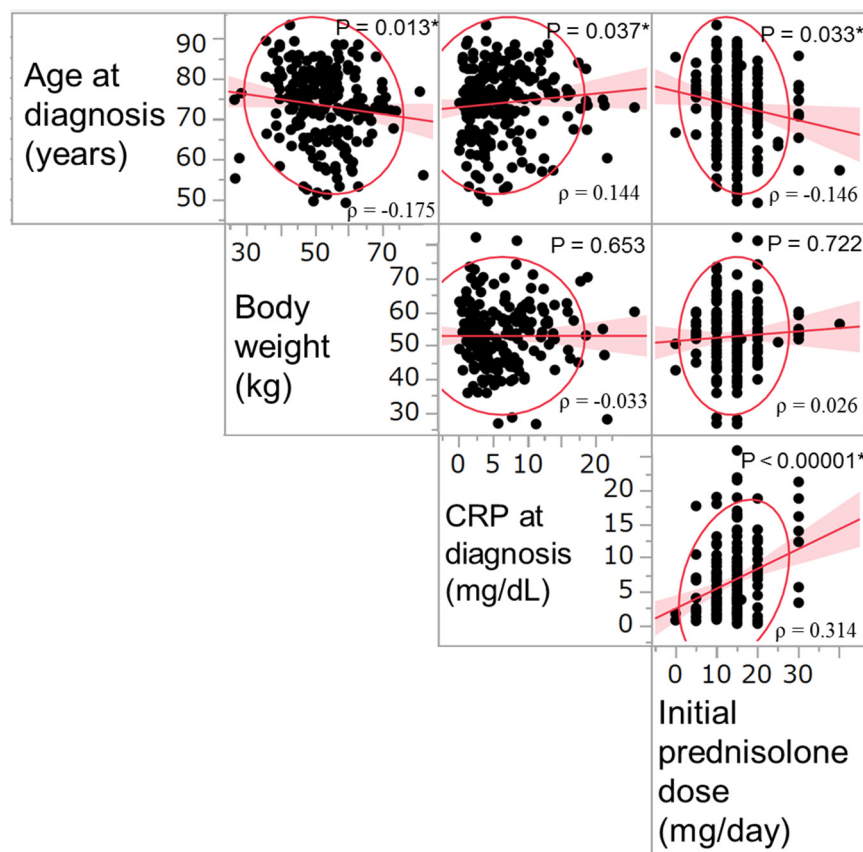 90
80
70
60
50
Age at
diagnosis
(years)
P = 0.013*
ρ = -0.175
P = 0.037*
ρ = 0.144
P = 0.033*
ρ = -0.146
30 50 70
Body
weight
(kg)
70
60
50
40
30
P = 0.653
ρ = -0.033
P = 0.722
ρ = 0.026
0 5 10 20
CRP at
diagnosis
(mg/dL)
20
15
10
5
0
P < 0.00001*
ρ = 0.314
0 10 20 30
Initial
prednisolone
dose
(mg/day)